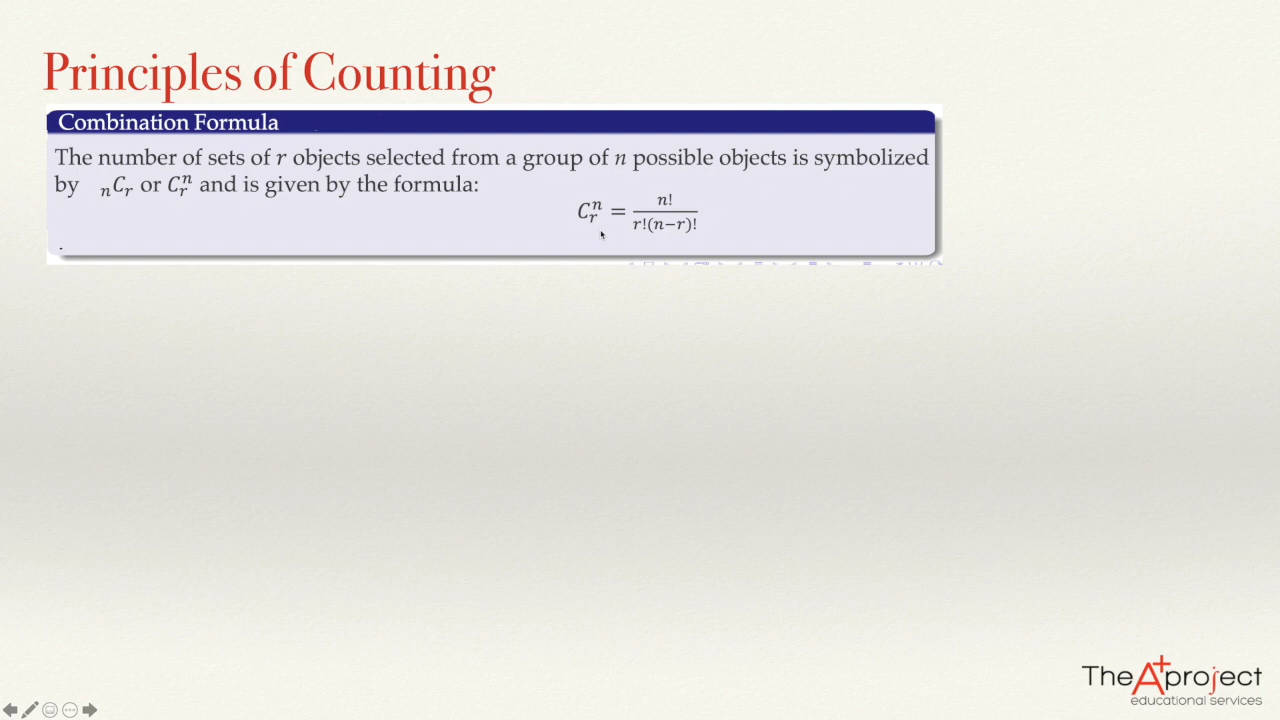 Principles of Counting
Combination Formula
The number of sets of r objects selected from a group of n possible objects is symbolized
by ₙCᵣ or Cᵣⁿ and is given by the formula:
Cᵣⁿ = n! / r!(n−r)!
.
The A+ project
educational services